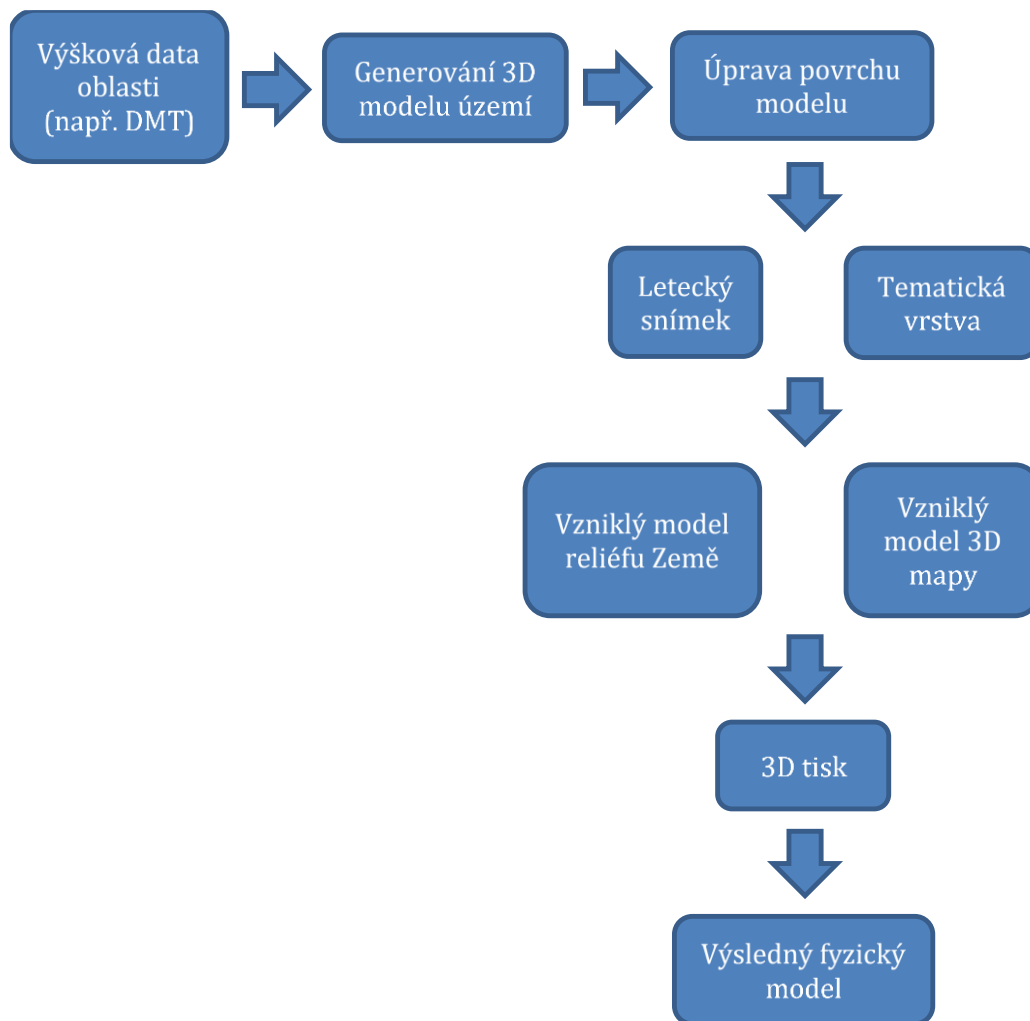 Výšková data
oblasti
(např. DMT)
Generování 3D
modelu území
Úprava povrchu
modelu
Letecký
snímek
Tematická
vrstva
Vzniklý model
reliéfu Země
Vzniklý
model 3D
mapy
3D tisk
Výsledný fyzický
model